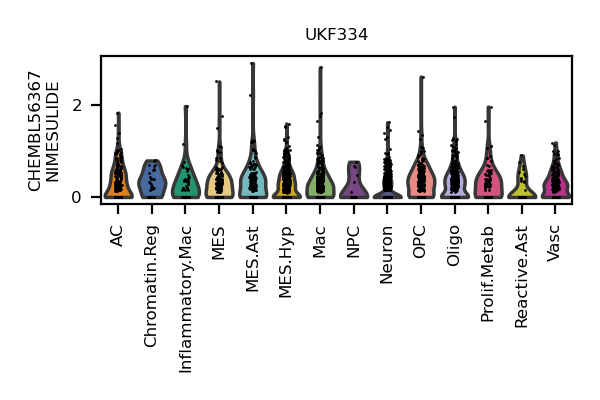 UKF334
CHEMBL56367
NIMESULIDE
2
0
AC
Chromatin.Reg
Inflammatory.Mac
MES
MES.Ast
MES.Hyp
Mac
NPC
Neuron
OPC
Oligo
Prolif.Metab
Reactive.Ast
Vasc